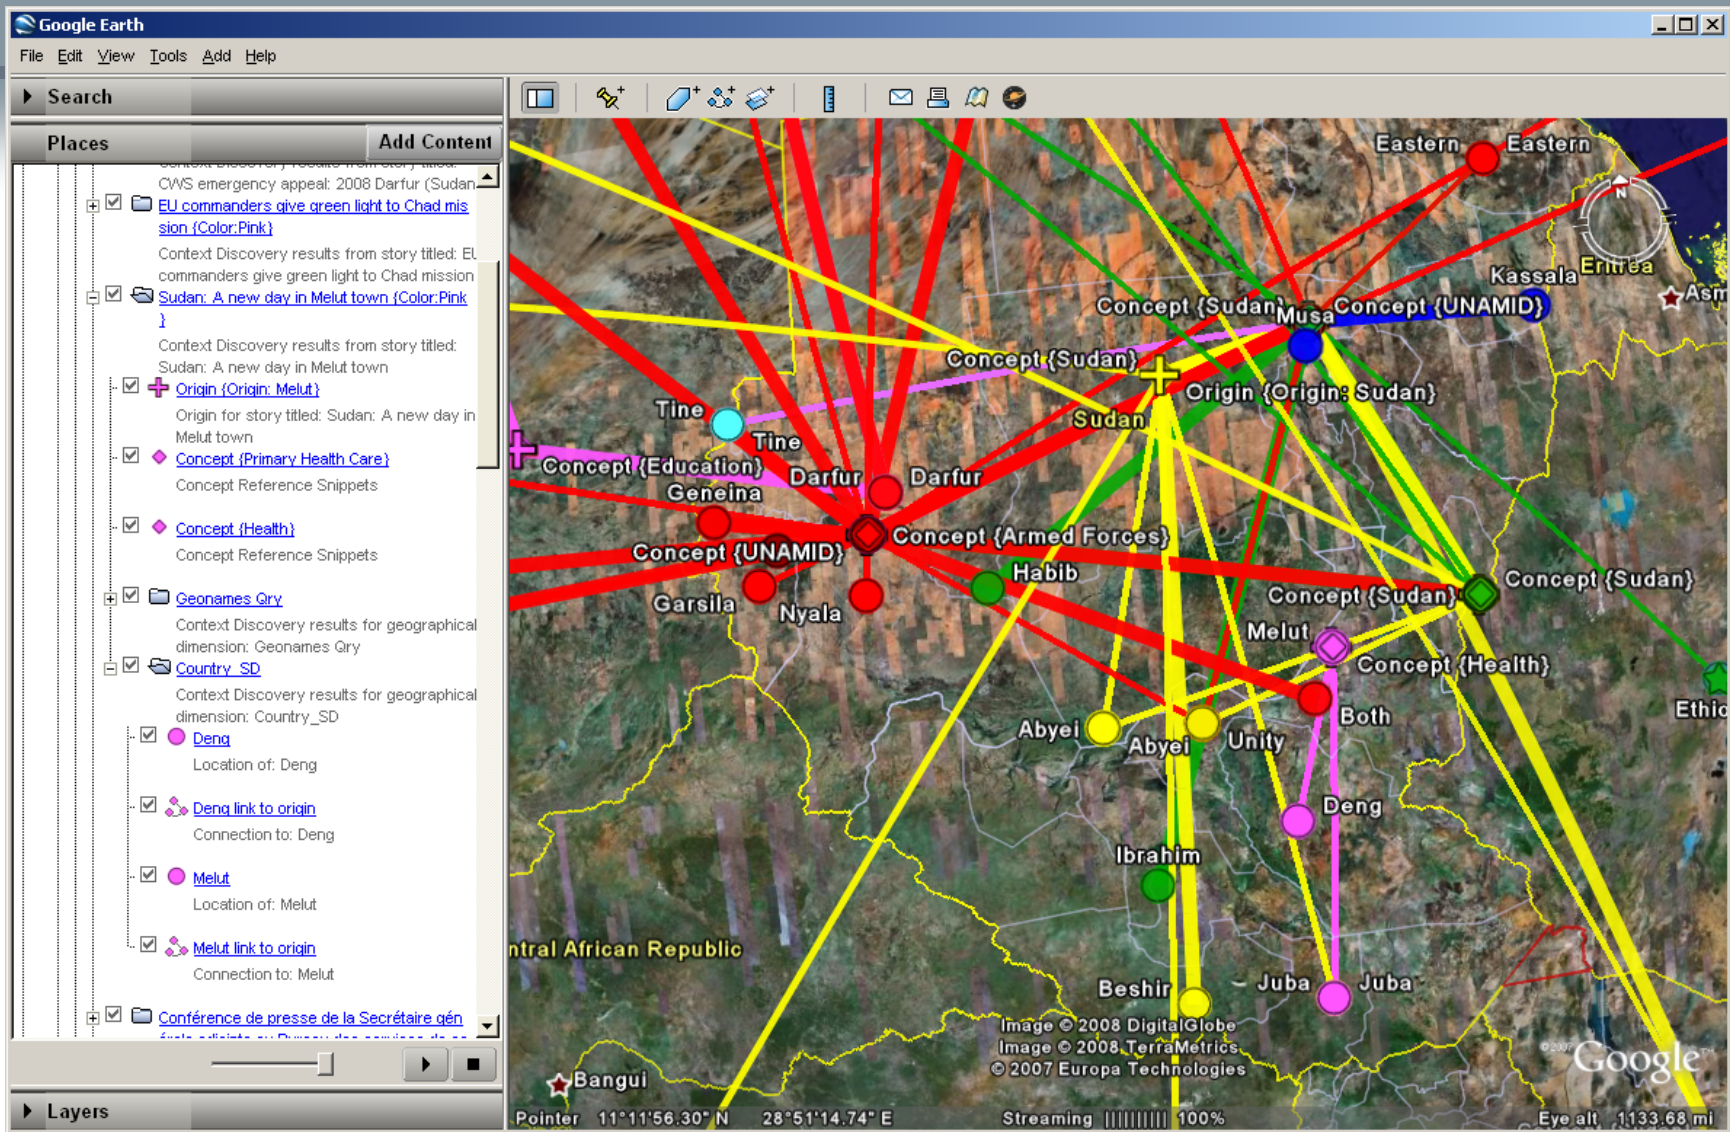 Google Earth
File Edit View Tools Add Help
Search
Places
Add Content
CWS emergency appeal: 2008 Darfur (Sudan
EU commanders give green light to Chad mis
sion {Color:Pink}
Context Discovery results from story titled: EU
commanders give green light to Chad mission
Sudan: A new day in Melut town {Color:Pink
}
Context Discovery results from story titled:
Sudan: A new day in Melut town
Origin {Origin: Melut}
Origin for story titled: Sudan: A new day in
Melut town
Concept {Primary Health Care}
Concept Reference Snippets
Concept {Health}
Concept Reference Snippets
Geonames Qry
Context Discovery results for geographical
dimension: Geonames Qry
Country_SD
Context Discovery results for geographical
dimension: Country_SD
Deng
Location of: Deng
Deng link to origin
Connection to: Deng
Melut
Location of: Melut
Melut link to origin
Connection to: Melut
Conférence de presse de la Secrétaire gén
Layers
Eastern Eastern
N
Kassala Eritrea
Asm
Concept {Sudan} Musa Concept {UNAMID}
Concept {Sudan}
Origin {Origin: Sudan}
Sudan
Tine
Tine
Concept {Education}
Darfur Darfur
Geneina
Concept {Armed Forces}
Concept {UNAMID}
Habib
Garsila
Nyala
Concept {Sudan}
Concept {Sudan}
Melut
Concept {Health}
Both
Abyei
Abyei
Unity
Ethio
Deng
Ibrahim
ntral African Republic
Beshir
Juba Juba
Image © 2008 DigitalGlobe
Image © 2008 TerraMetrics
© 2007 Europa Technologies
©2007 Google™
Bangui
Pointer 11°11'56.30" N 28°51'14.74" E Streaming |||||||||| 100% Eye alt 1133.68 mi